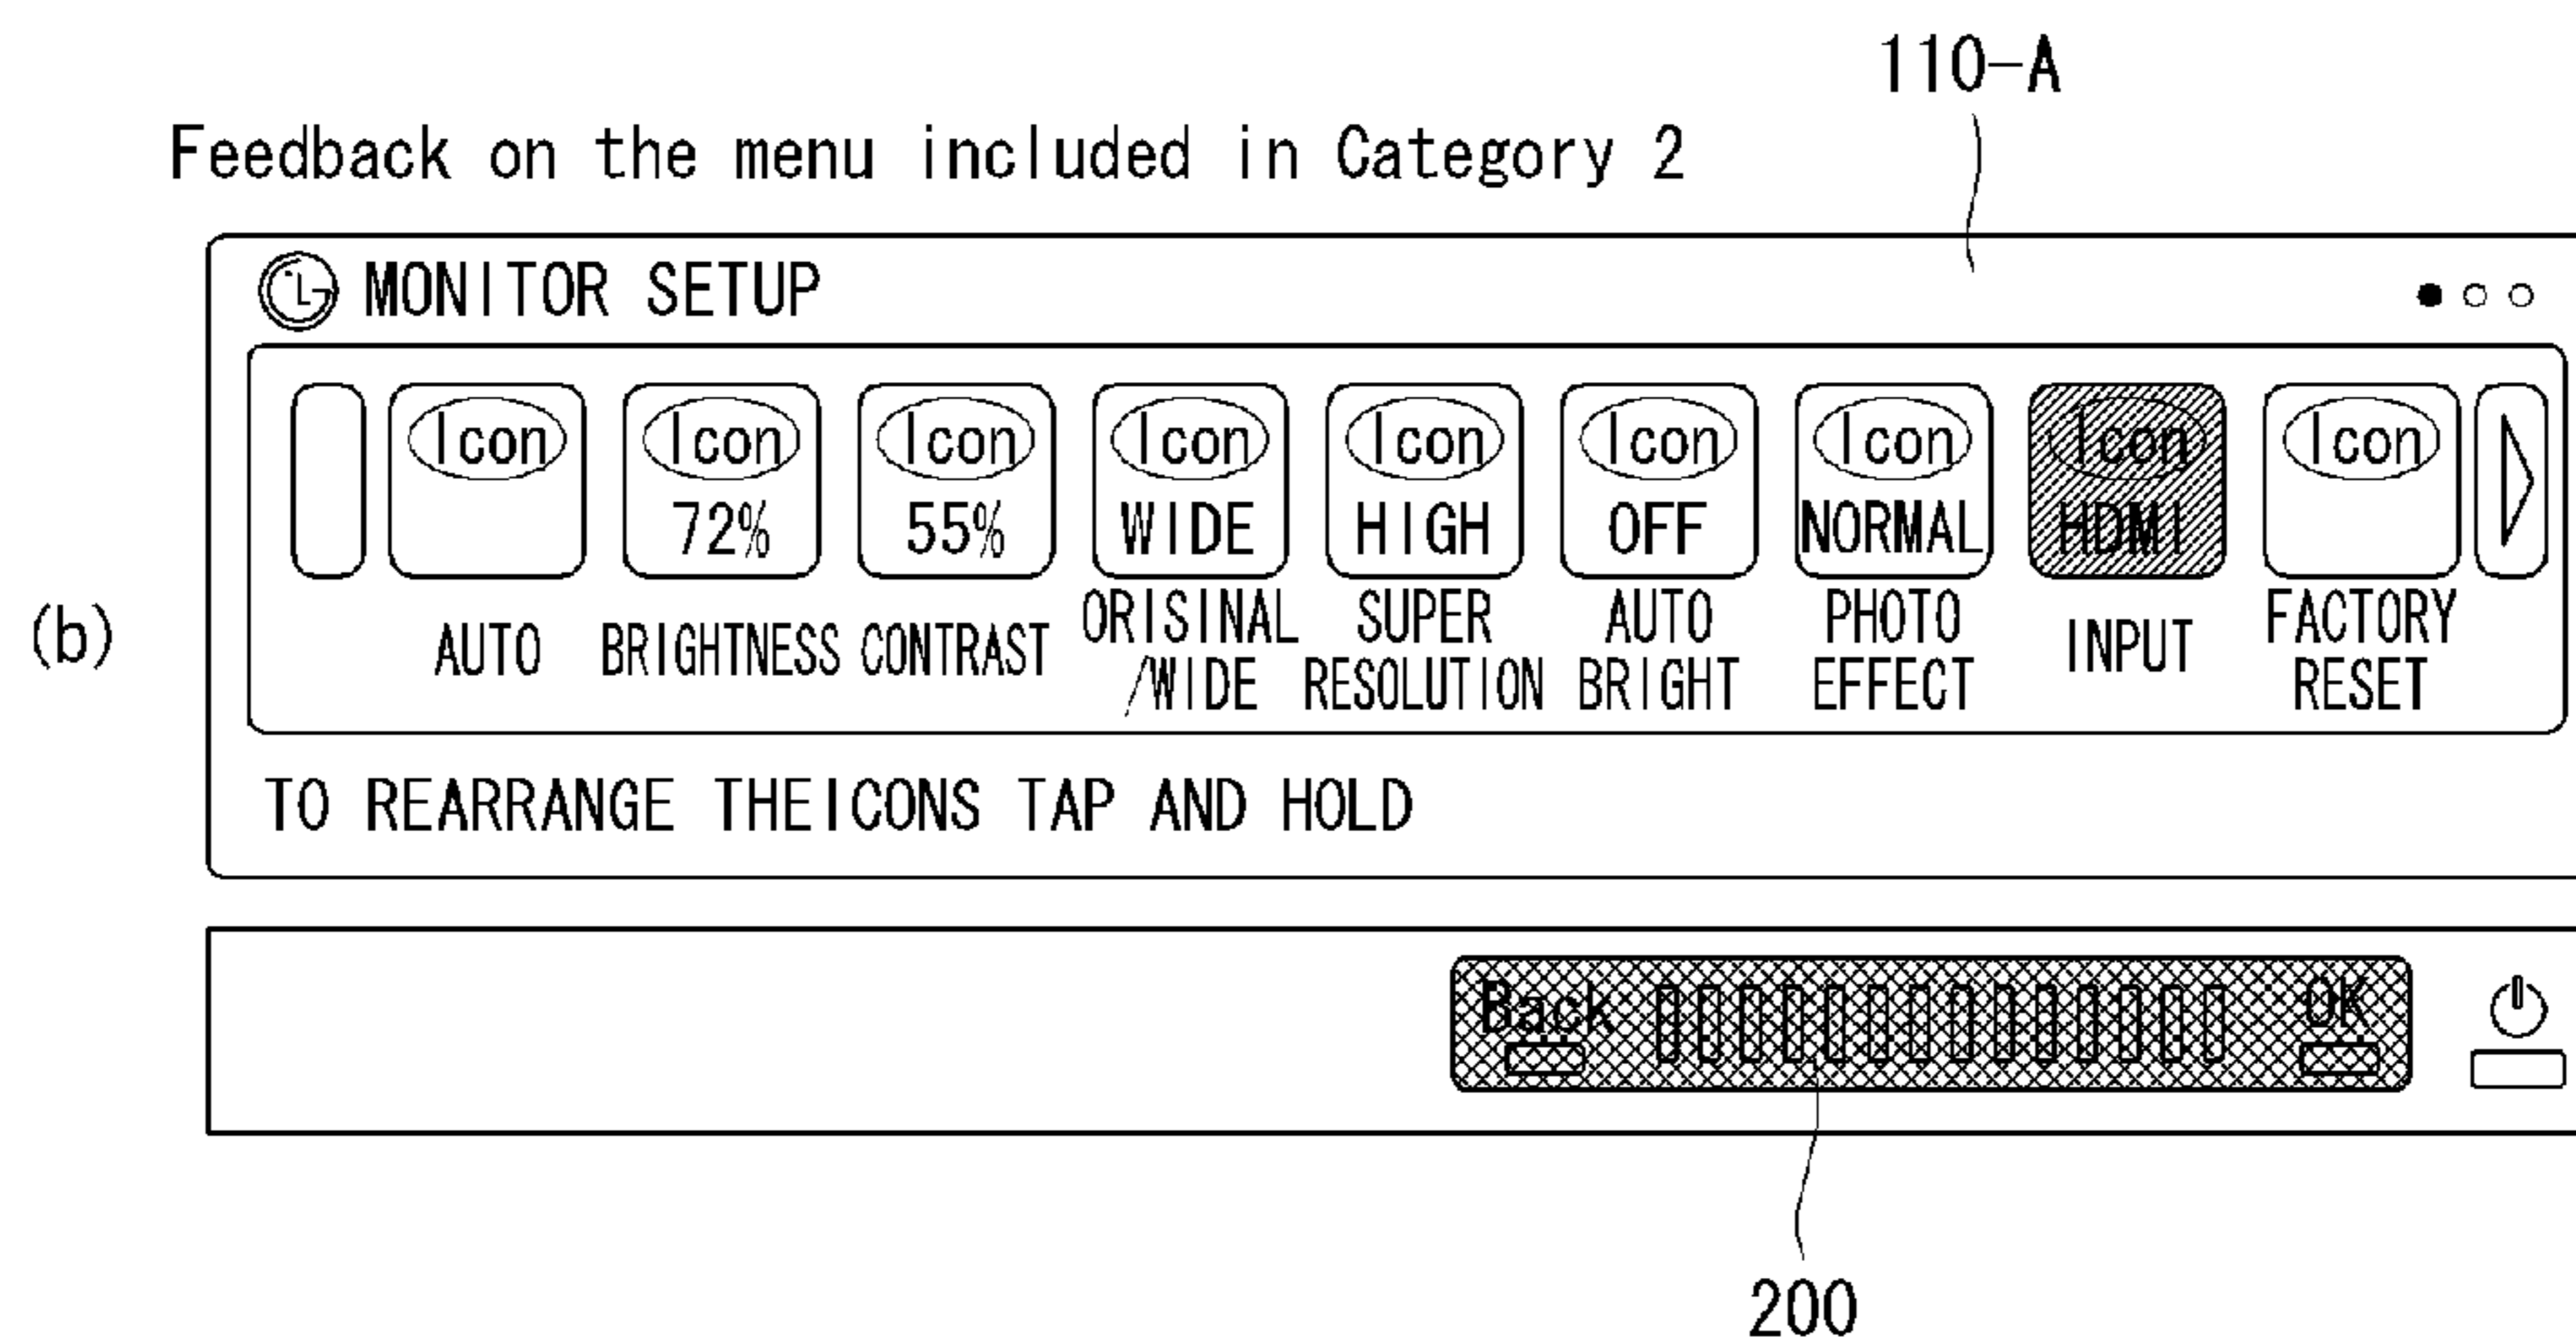 110-A
Feedback on the menu included in Category 2
LG MONITOR SETUP
Icon Icon Icon Icon Icon Icon Icon Icon Icon
72% 55% WIDE HIGH OFF NORMAL HDMI
AUTO BRIGHTNESS CONTRAST ORISINAL /WIDE SUPER RESOLUTION AUTO BRIGHT PHOTO EFFECT INPUT FACTORY RESET
(b)
TO REARRANGE THEICONS TAP AND HOLD
Back OK
200